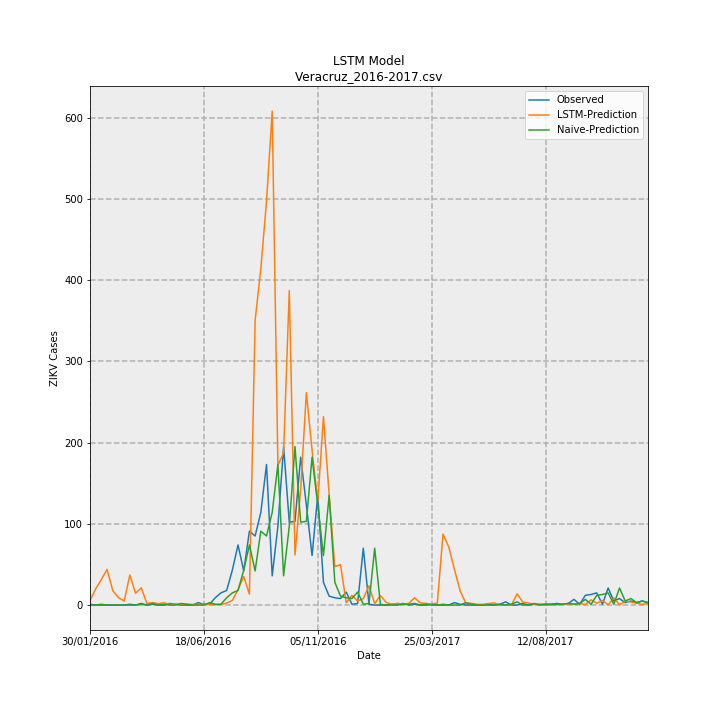 LSTM Model
Veracruz_2016-2017.csv
Observed
LSTM-Prediction
Naive-Prediction
600
500
400
300
200
100
0
ZIKV Cases
30/01/2016 18/06/2016 05/11/2016 25/03/2017 12/08/2017
Date